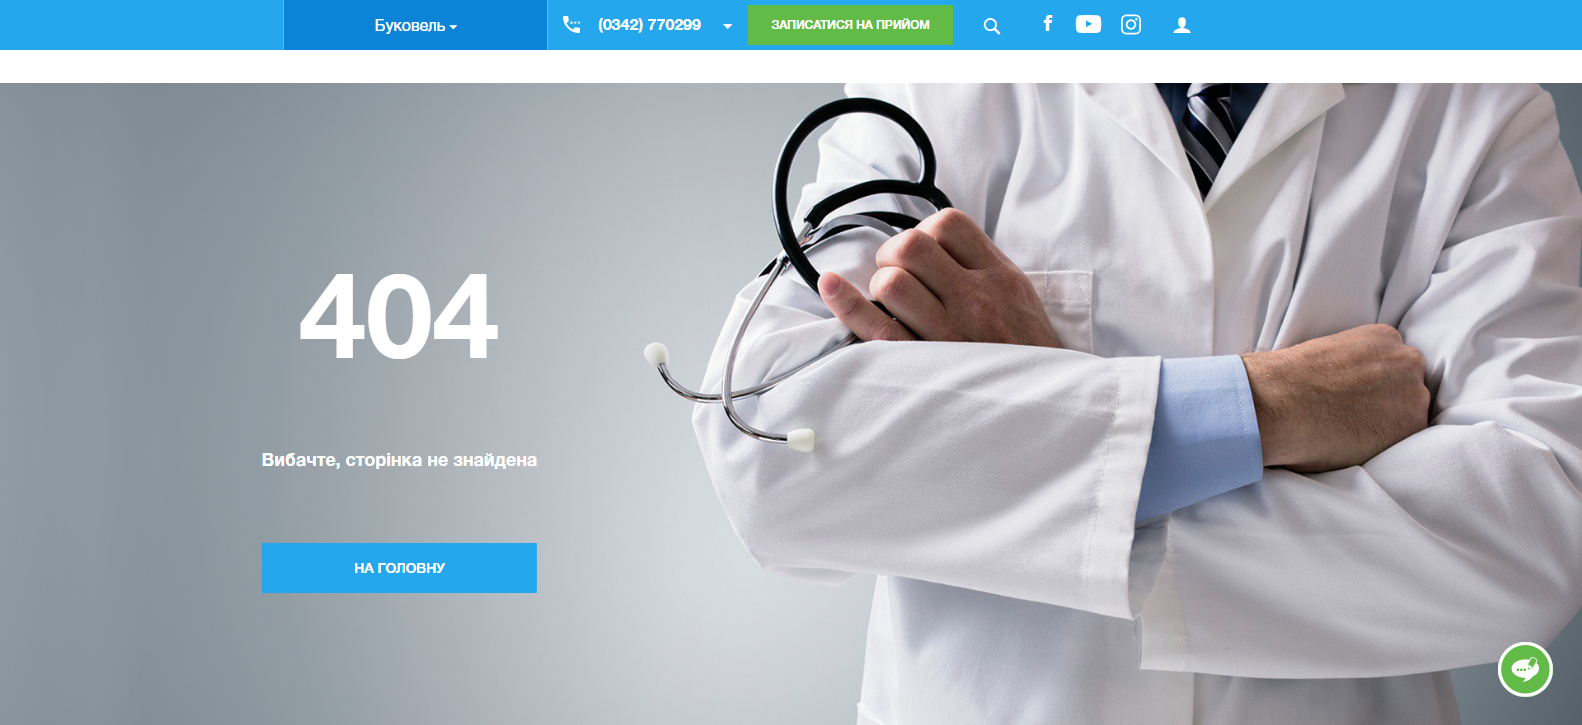 Буковель
(0342) 770299
ЗАПИСАТИСЯ НА ПРИЙОМ
404
Вибачте, сторінка не знайдена
НА ГОЛОВНУ